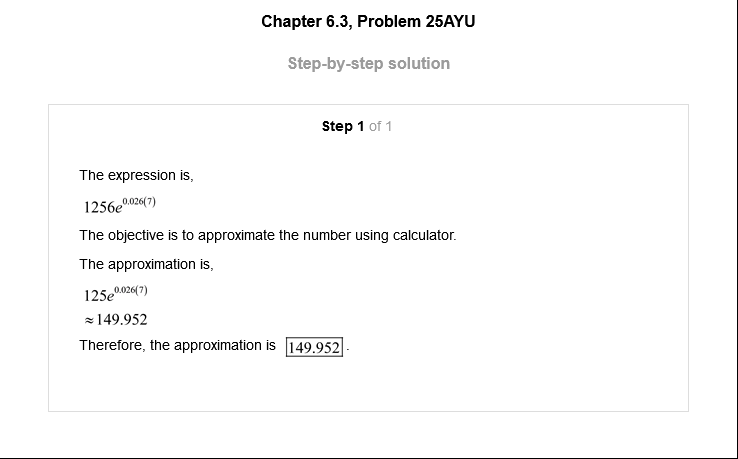 Chapter 6.3, Problem 25AYU
Step-by-step solution
Step 1 of 1
The expression is,
1256e^{0.026(7)}
The objective is to approximate the number using calculator.
The approximation is,
125e^{0.026(7)}
≈149.952
Therefore, the approximation is 149.952.